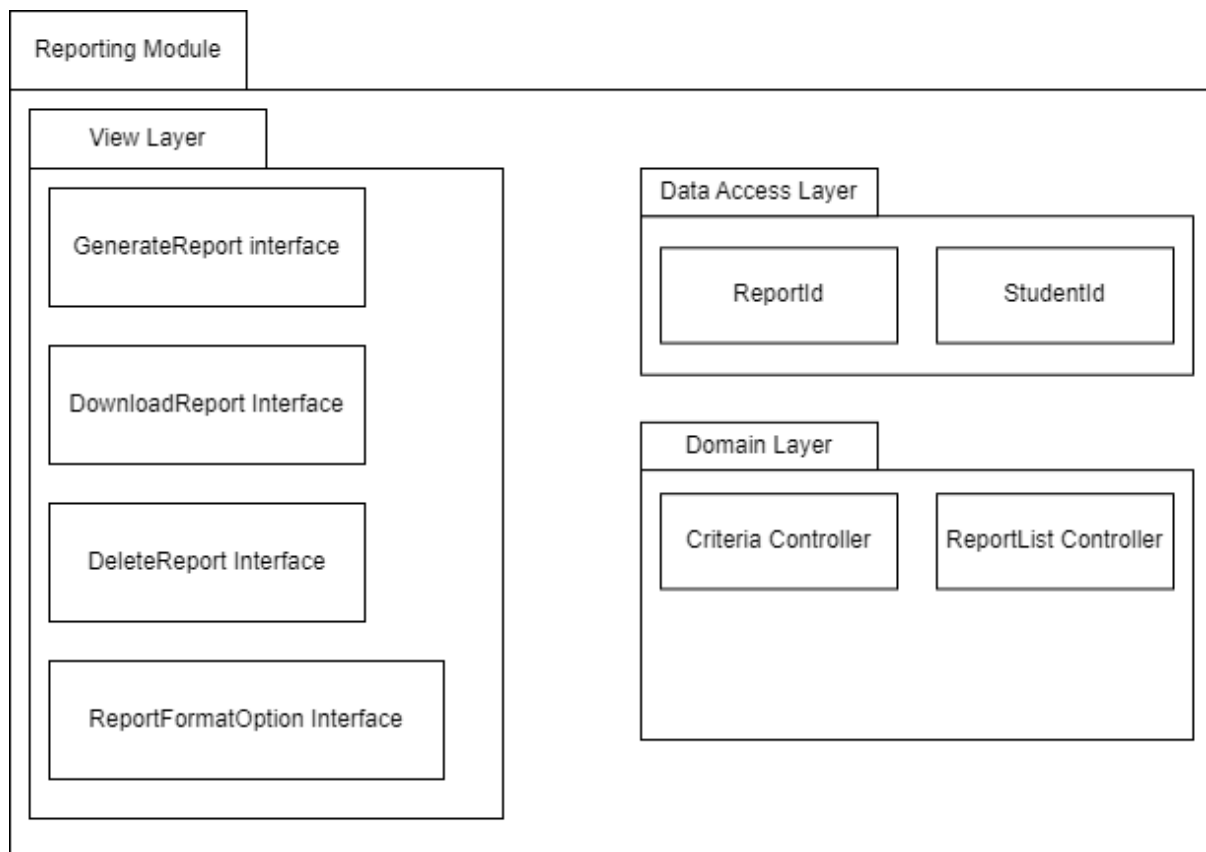 Reporting Module
View Layer
GenerateReport interface
DownloadReport Interface
DeleteReport Interface
ReportFormatOption Interface
Data Access Layer
ReportId
StudentId
Domain Layer
Criteria Controller
ReportList Controller